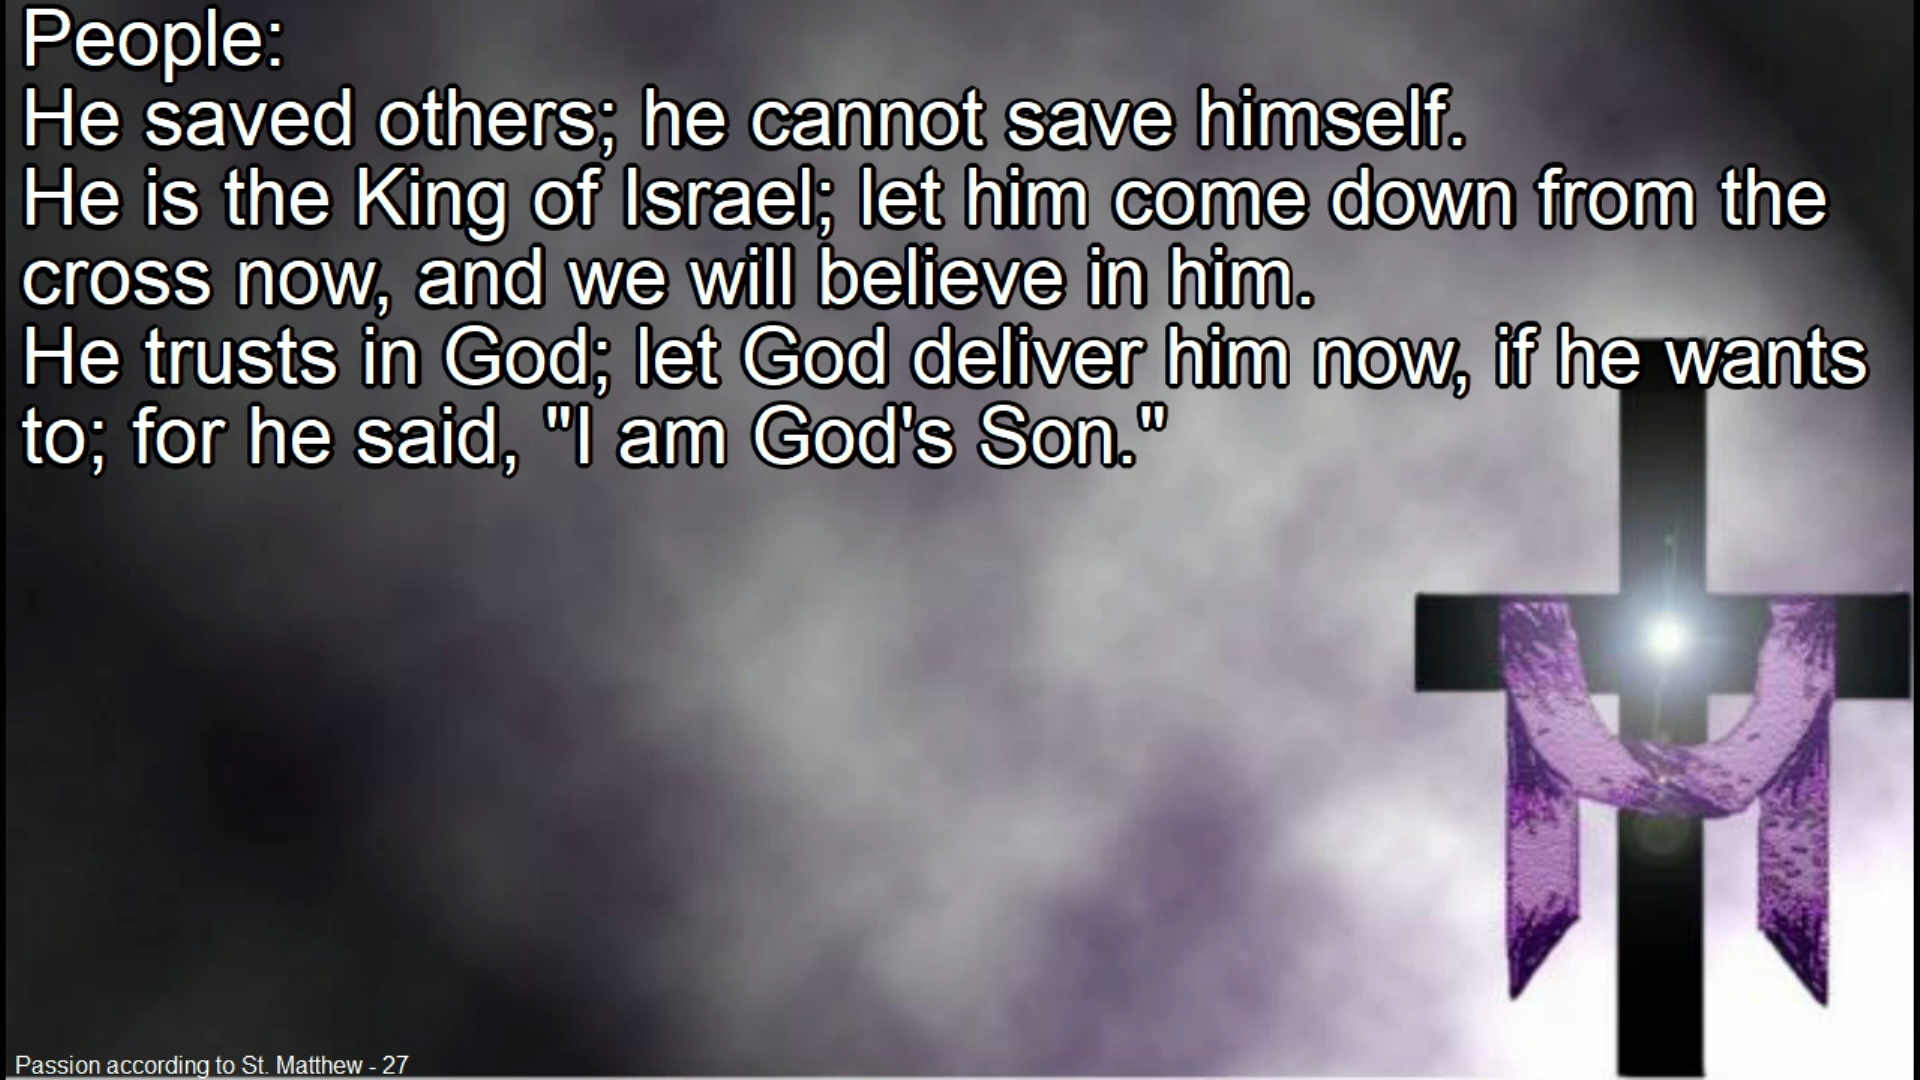 People:
He saved others; he cannot save himself.
He is the King of Israel; let him come down from the
cross now, and we will believe in him.
He trusts in God; let God deliver him now, if he wants
to; for he said, "I am God's Son."
Passion according to St. Matthew - 27